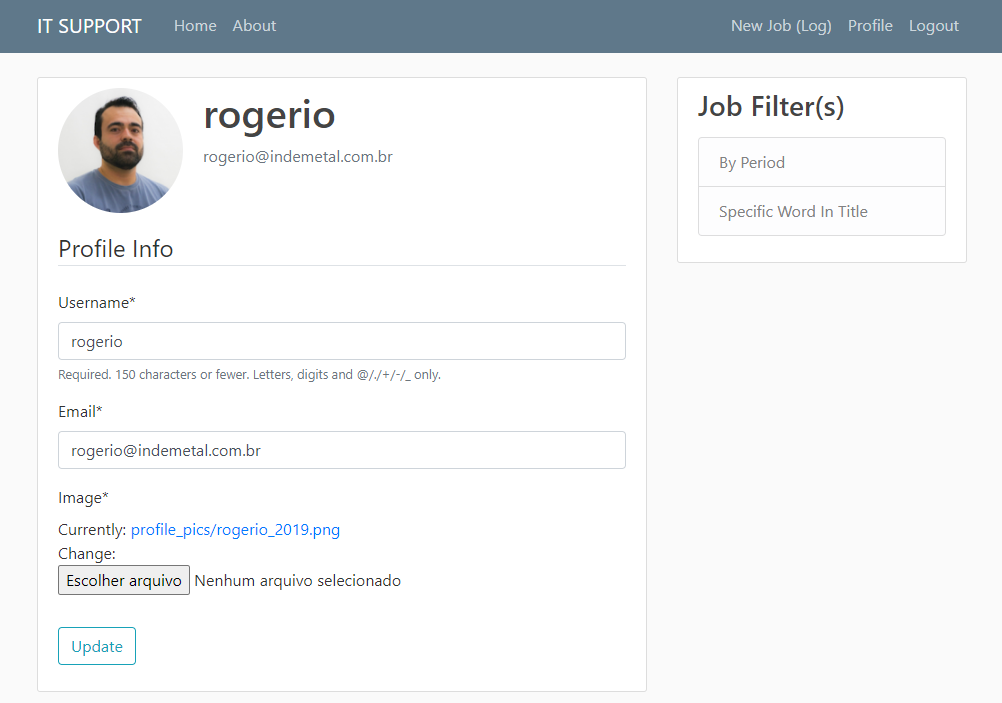 IT SUPPORT Home About New Job (Log) Profile Logout
rogerio
rogerio@indemetal.com.br
Profile Info
Username*
rogerio
Required. 150 characters or fewer. Letters, digits and @/./+/-/_ only.
Email*
rogerio@indemetal.com.br
Image*
Currently: profile_pics/rogerio_2019.png
Change:
Escolher arquivo Nenhum arquivo selecionado
Update
Job Filter(s)
By Period
Specific Word In Title